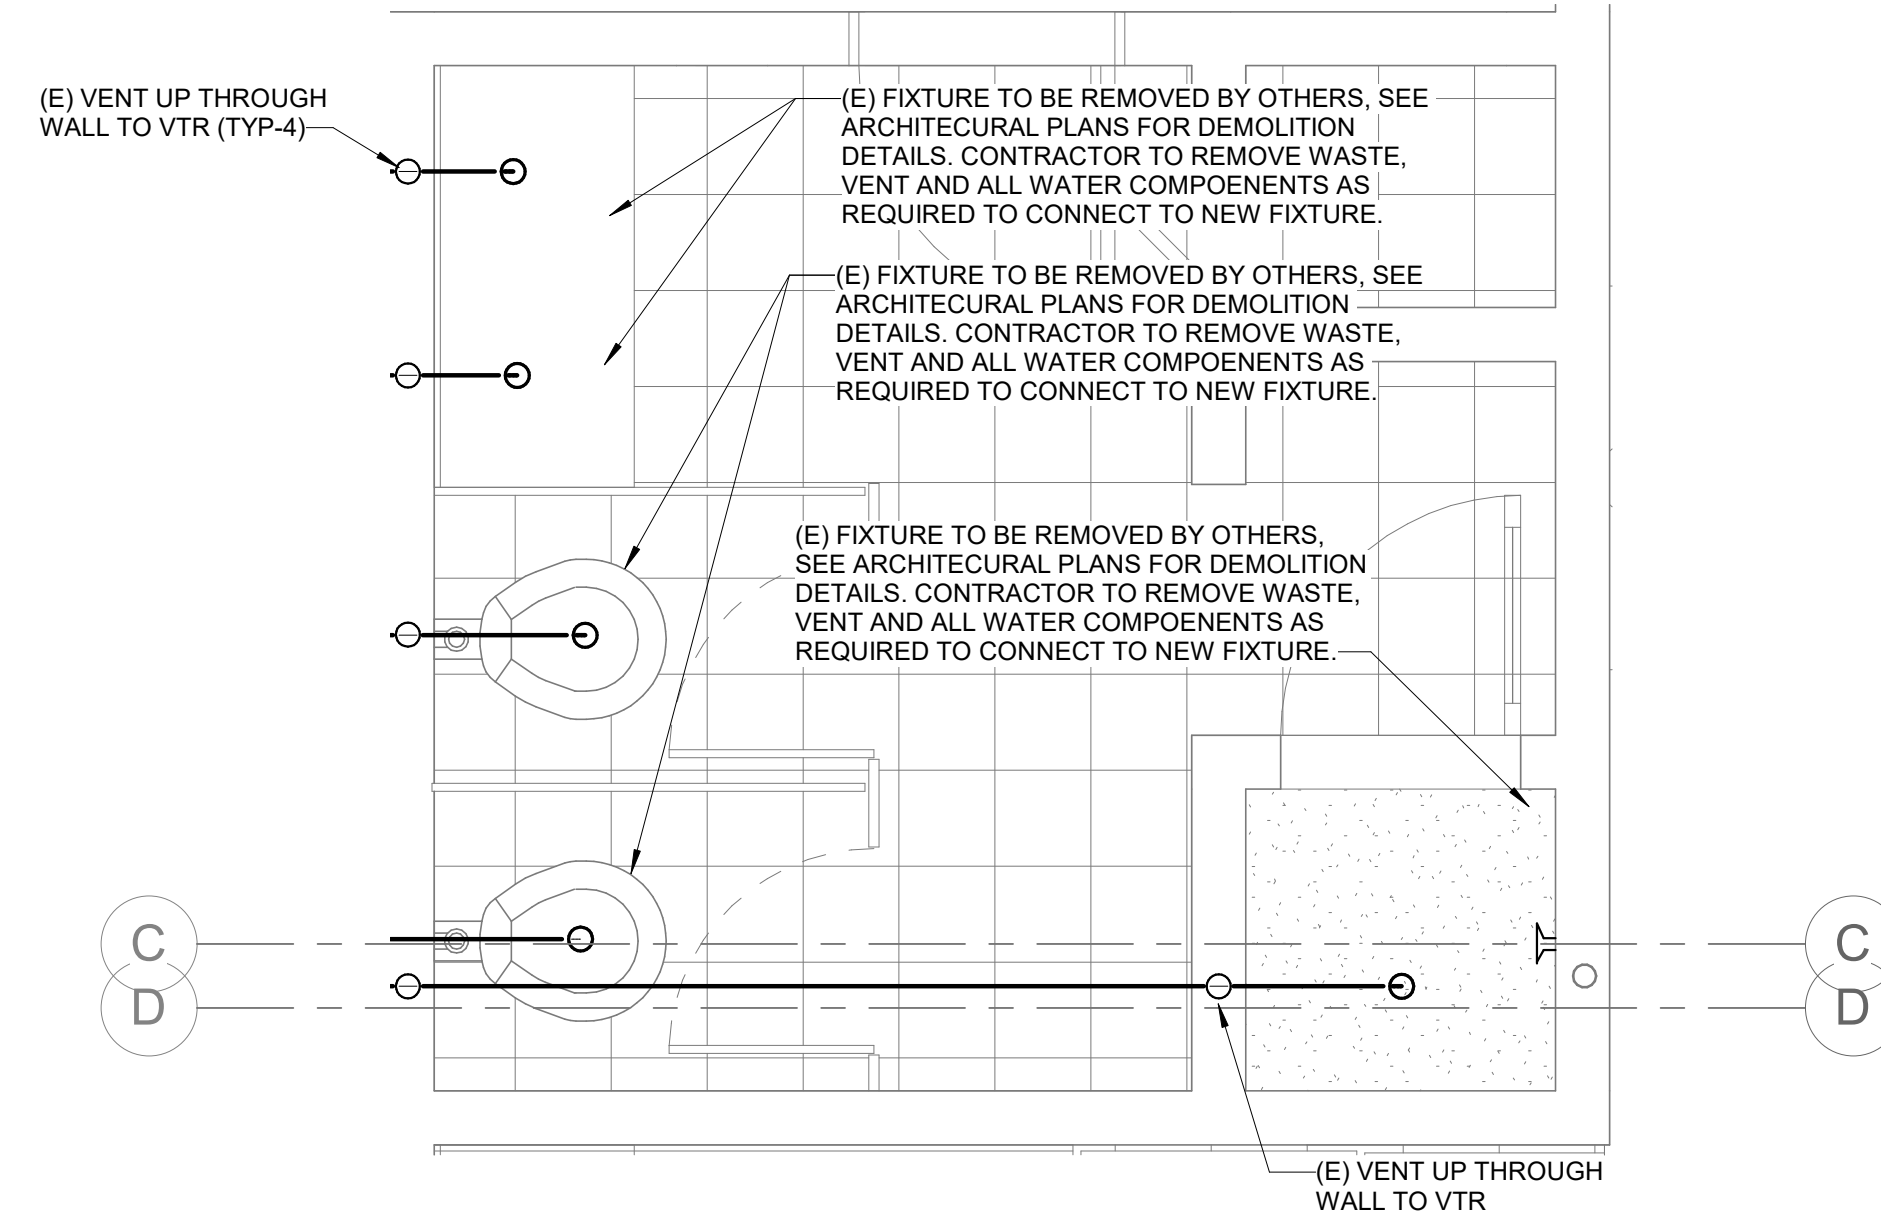 (E) VENT UP THROUGH
WALL TO VTR (TYP-4)
(E) FIXTURE TO BE REMOVED BY OTHERS, SEE
ARCHITECURAL PLANS FOR DEMOLITION
DETAILS. CONTRACTOR TO REMOVE WASTE,
VENT AND ALL WATER COMPOENENTS AS
REQUIRED TO CONNECT TO NEW FIXTURE.
(E) FIXTURE TO BE REMOVED BY OTHERS, SEE
ARCHITECURAL PLANS FOR DEMOLITION
DETAILS. CONTRACTOR TO REMOVE WASTE,
VENT AND ALL WATER COMPOENENTS AS
REQUIRED TO CONNECT TO NEW FIXTURE.
(E) FIXTURE TO BE REMOVED BY OTHERS,
SEE ARCHITECURAL PLANS FOR DEMOLITION
DETAILS. CONTRACTOR TO REMOVE WASTE,
VENT AND ALL WATER COMPOENENTS AS
REQUIRED TO CONNECT TO NEW FIXTURE.
C
C
D
D
(E) VENT UP THROUGH
WALL TO VTR